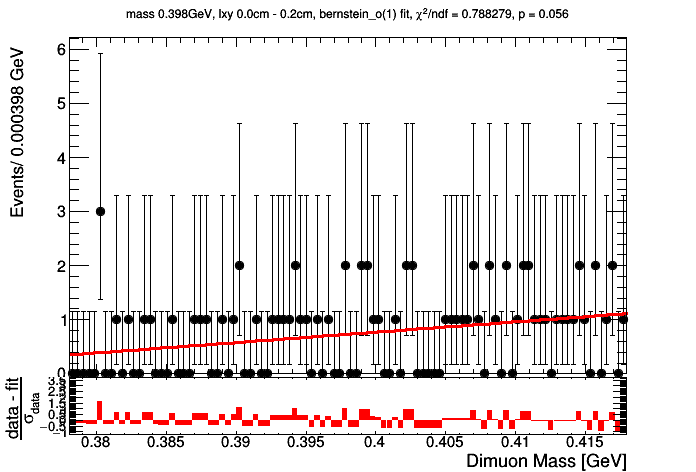 mass 0.398GeV, lxy 0.0cm - 0.2cm, bernstein_o(1) fit, χ²/ndf = 0.788279, p = 0.056
Events/ 0.000398 GeV
6
5
4
3
2
1
0
data - fit
σdata
0.38 0.385 0.39 0.395 0.4 0.405 0.41 0.415
Dimuon Mass [GeV]